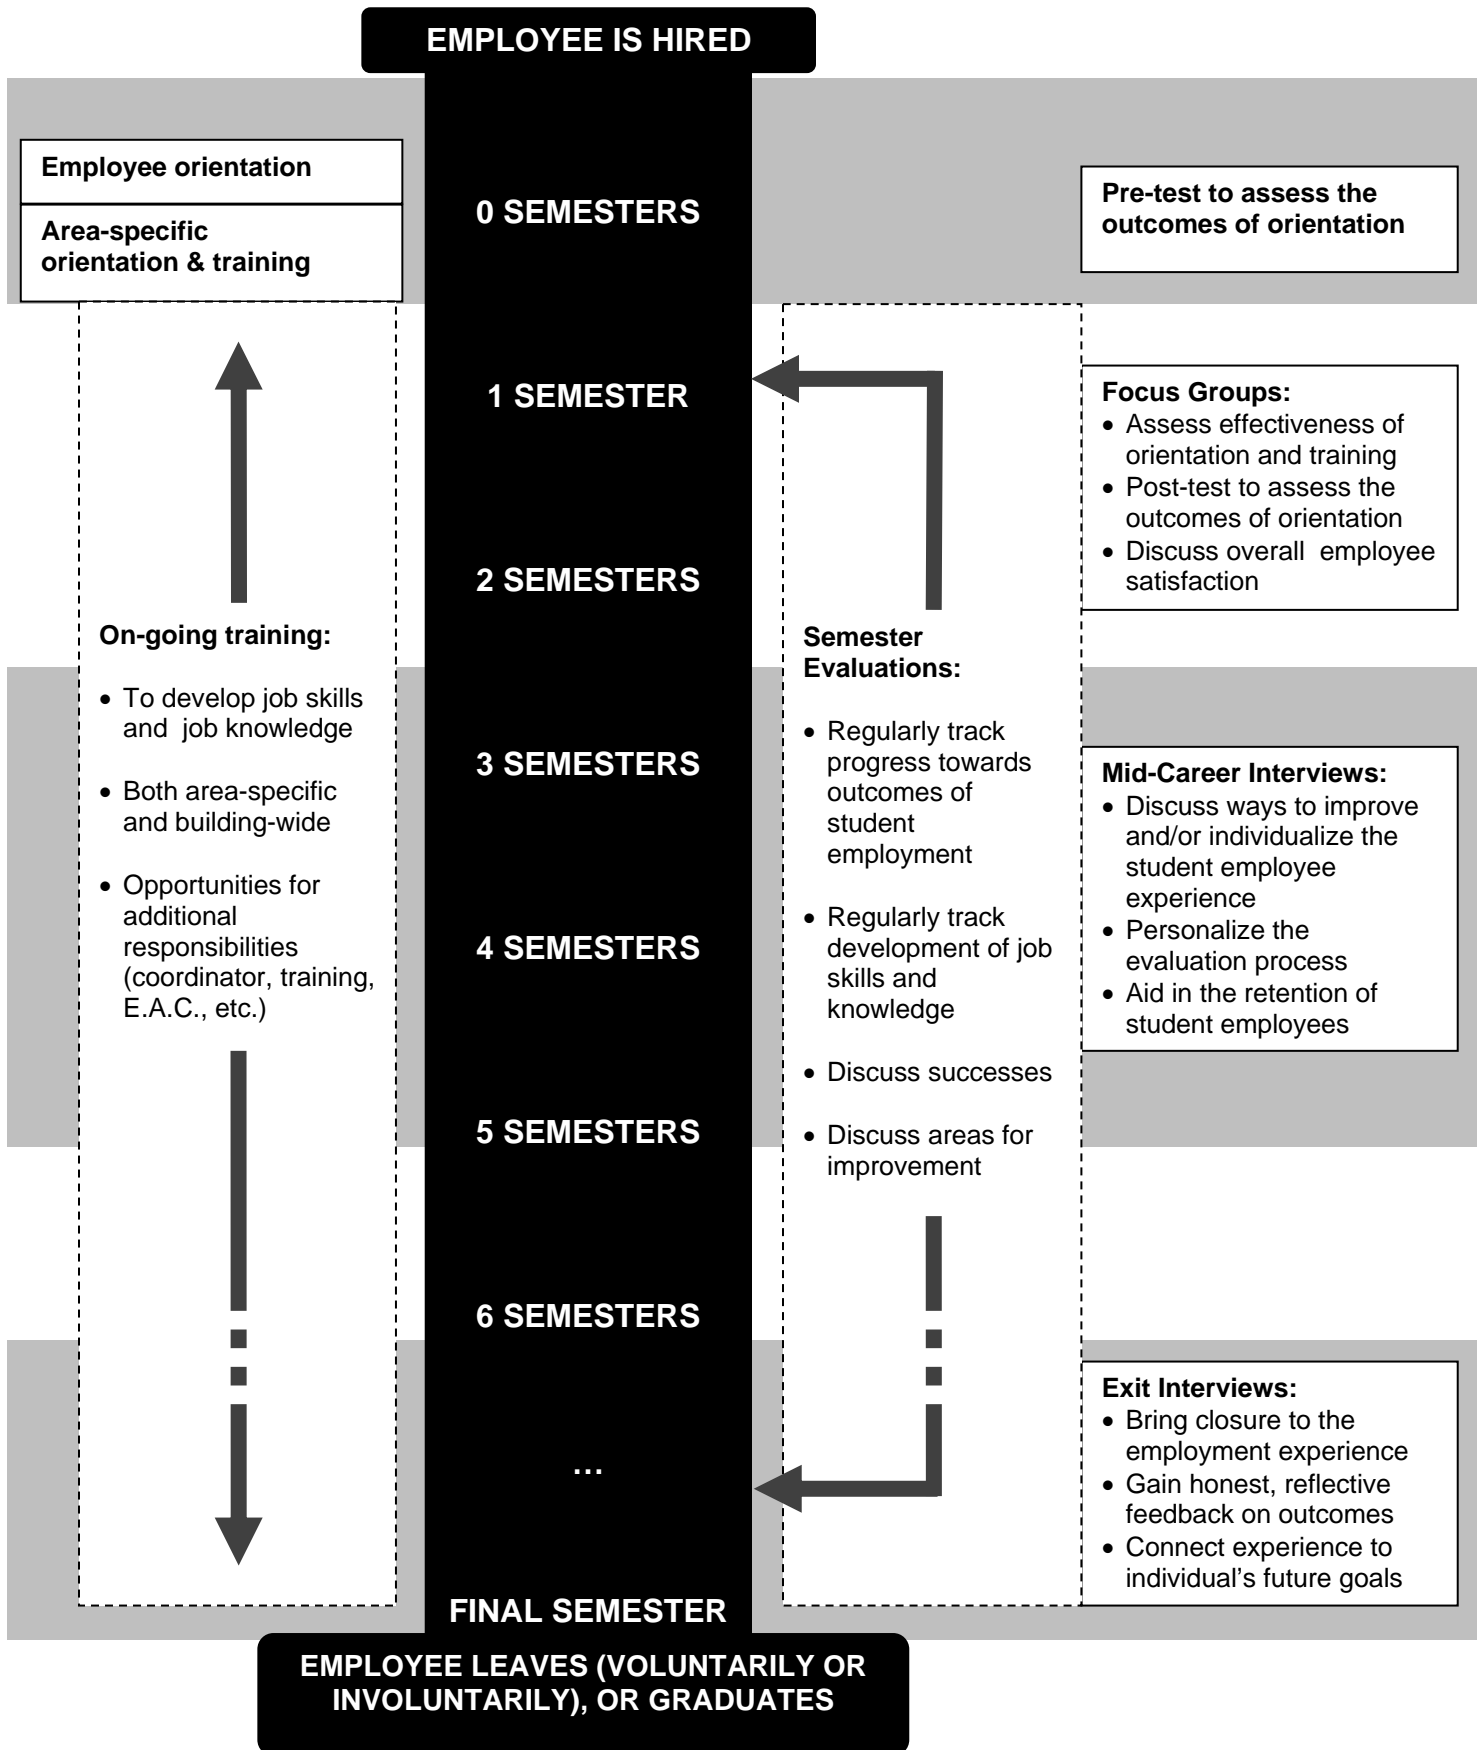 EMPLOYEE IS HIRED
Employee orientation
Area-specific
orientation & training
0 SEMESTERS
Pre-test to assess the
outcomes of orientation
1 SEMESTER
2 SEMESTERS
3 SEMESTERS
4 SEMESTERS
5 SEMESTERS
6 SEMESTERS
...
FINAL SEMESTER
On-going training:
• To develop job skills
and  job knowledge
• Both area-specific
and building-wide
• Opportunities for
additional
responsibilities
(coordinator, training,
E.A.C., etc.)
Semester
Evaluations:
• Regularly track
progress towards
outcomes of
student
employment
• Regularly track
development of job
skills and
knowledge
• Discuss successes
• Discuss areas for
improvement
Focus Groups:
• Assess effectiveness of
orientation and training
• Post-test to assess the
outcomes of orientation
• Discuss overall  employee
satisfaction
Mid-Career Interviews:
• Discuss ways to improve
and/or individualize the
student employee
experience
• Personalize the
evaluation process
• Aid in the retention of
student employees
Exit Interviews:
• Bring closure to the
employment experience
• Gain honest, reflective
feedback on outcomes
• Connect experience to
individual’s future goals
EMPLOYEE LEAVES (VOLUNTARILY OR
INVOLUNTARILY), OR GRADUATES